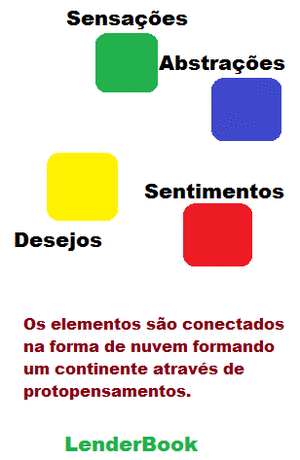 Sensações
Abstrações
Sentimentos
Desejos
Os elementos são conectados
na forma de nuvem formando
um continente através de
protopensamentos.
LenderBook